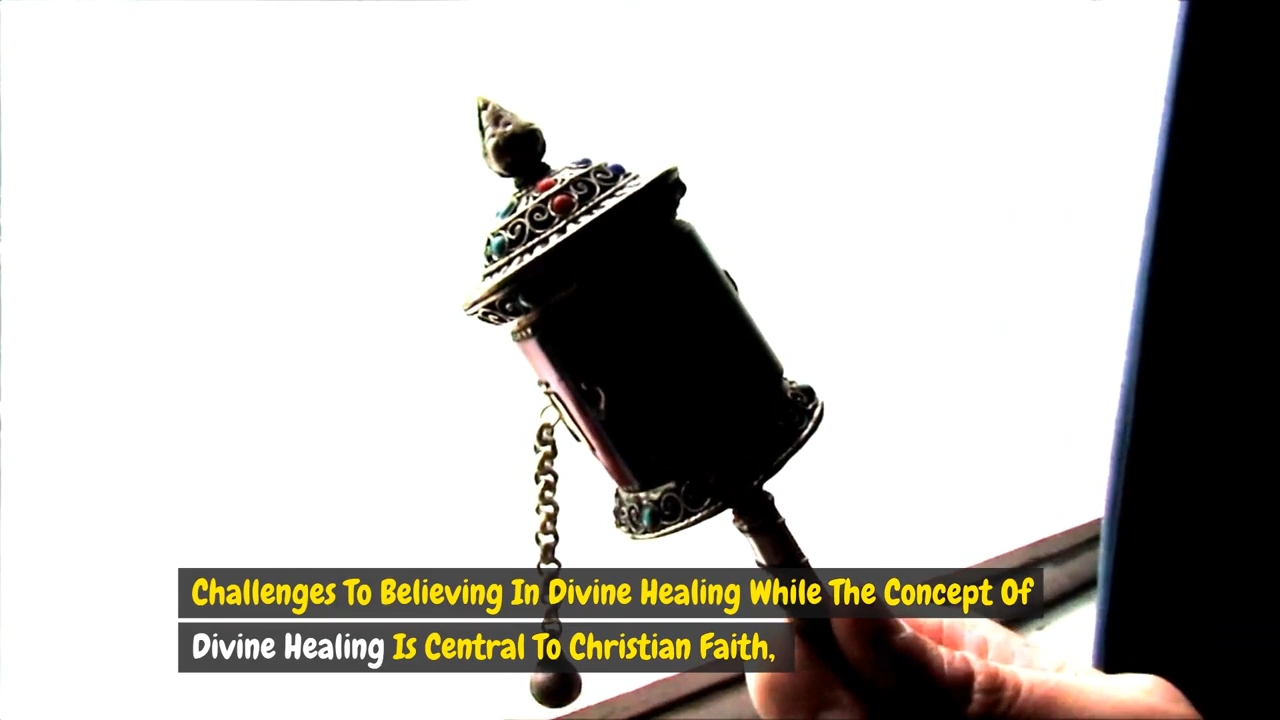 Challenges To Believing In Divine Healing While The Concept Of
Divine Healing Is Central To Christian Faith,